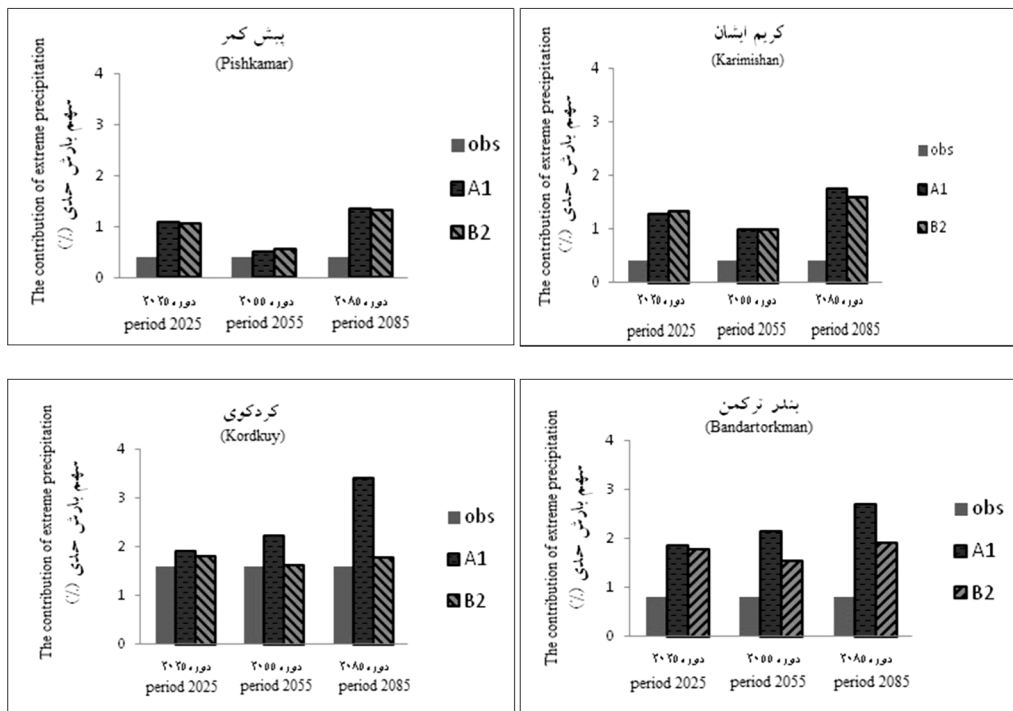 پیش کمر
(Pishkamar)
The contribution of extreme precipitation
سهم بارش حدی (٪)
4
3
2
1
0
obs
A1
B2
دوره ۲۰۲۵
دوره ۲۰۵۵
دوره ۲۰۸۵
period 2025
period 2055
period 2085
کریم ایشان
(Karimishan)
The contribution of extreme precipitation
سهم بارش حدی (٪)
4
3
2
1
0
obs
A1
B2
دوره ۲۰۲۵
دوره ۲۰۵۵
دوره ۲۰۸۵
period 2025
period 2055
period 2085
کردکوی
(Kordkuy)
The contribution of extreme precipitation
سهم بارش حدی (٪)
4
3
2
1
0
obs
A1
B2
دوره ۲۰۲۵
دوره ۲۰۵۵
دوره ۲۰۸۵
period 2025
period 2055
period 2085
بندر ترکمن
(Bandartorkman)
The contribution of extreme precipitation
سهم بارش حدی (٪)
4
3
2
1
0
obs
A1
B2
دوره ۲۰۲۵
دوره ۲۰۵۵
دوره ۲۰۸۵
period 2025
period 2055
period 2085